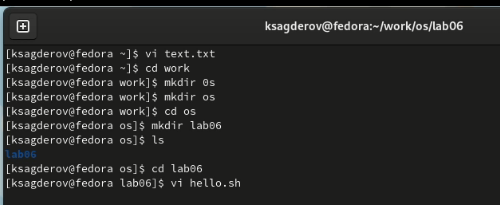 ksagderov@fedora:~/work/os/lab06
[ksagderov@fedora ~]$ vi text.txt
[ksagderov@fedora ~]$ cd work
[ksagderov@fedora work]$ mkdir 0s
[ksagderov@fedora work]$ mkdir os
[ksagderov@fedora work]$ cd os
[ksagderov@fedora os]$ mkdir lab06
[ksagderov@fedora os]$ ls
lab06
[ksagderov@fedora os]$ cd lab06
[ksagderov@fedora lab06]$ vi hello.sh